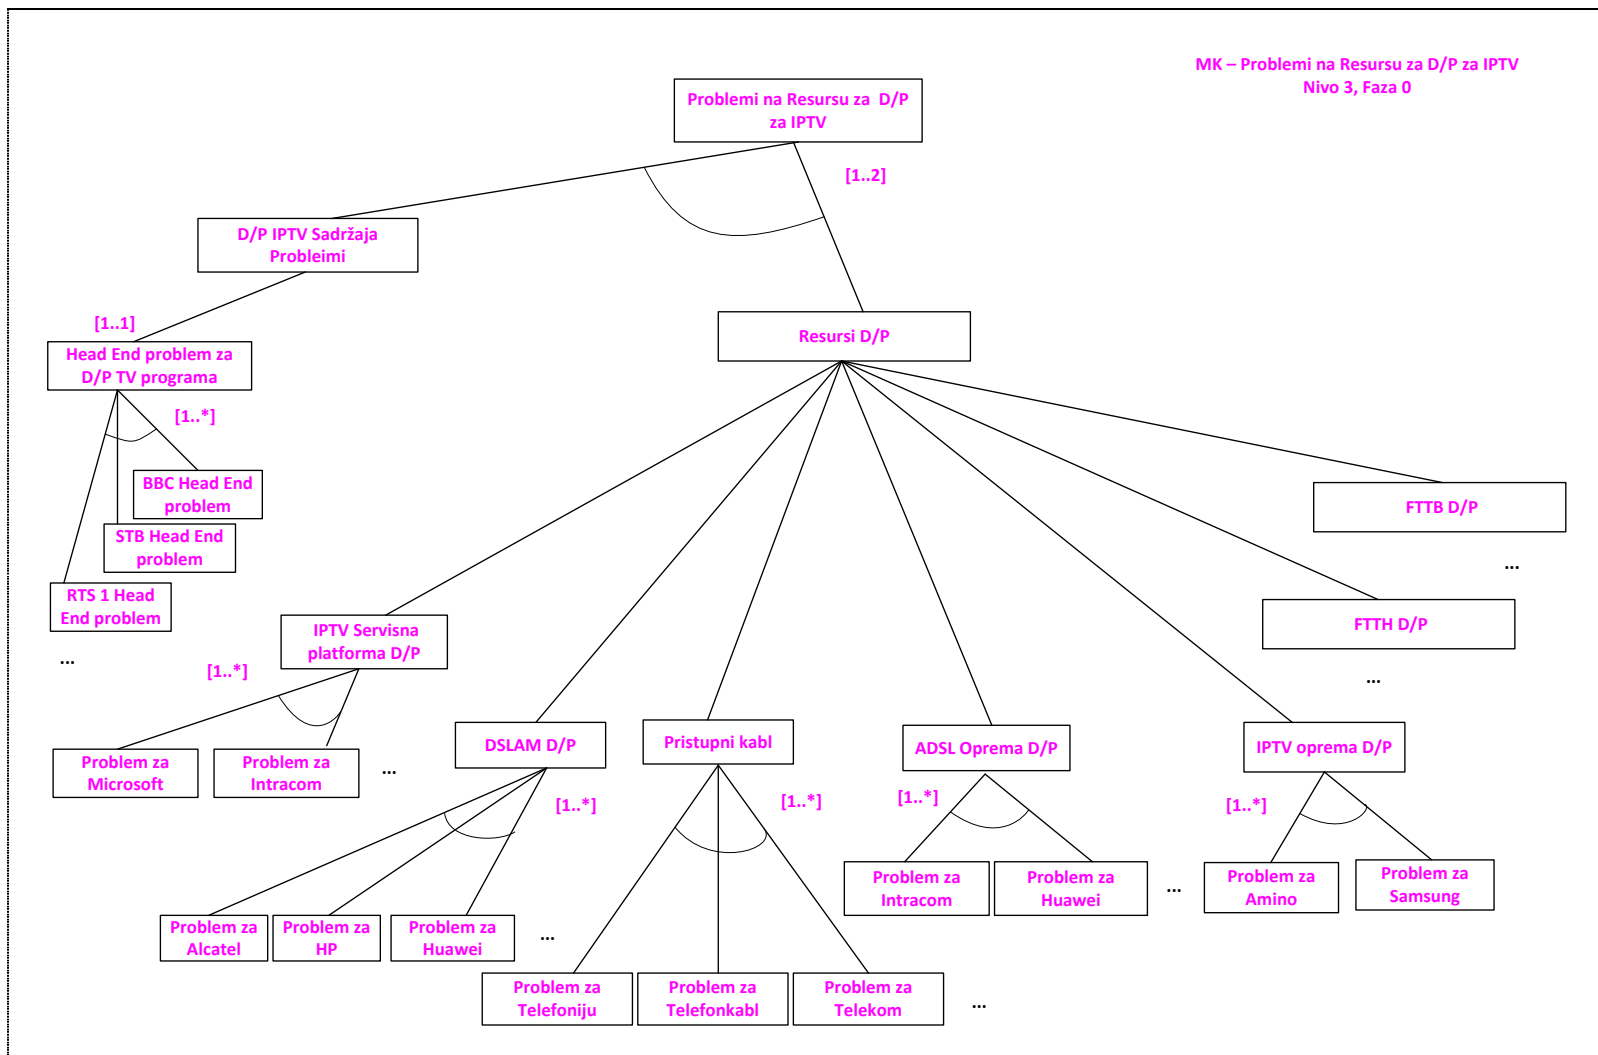 MK – Problemi na Resursu za D/P za IPTV
Nivo 3, Faza 0
Problemi na Resursu za D/P
za IPTV
[1..2]
D/P IPTV Sadržaja
Probleimi
[1..1]
Resursi D/P
Head End problem za
D/P TV programa
[1..*]
BBC Head End
problem
FTTB D/P
...
STB Head End
problem
RTS 1 Head
End problem
...
FTTH D/P
...
IPTV Servisna
platforma D/P
[1..*]
Problem za
Microsoft
Problem za
Intracom
...
DSLAM D/P
Pristupni kabl
ADSL Oprema D/P
IPTV oprema D/P
[1..*]
[1..*]
[1..*]
[1..*]
Problem za
Intracom
Problem za
Huawei
...
Problem za
Amino
Problem za
Samsung
Problem za
Alcatel
Problem za
HP
Problem za
Huawei
...
Problem za
Telefoniju
Problem za
Telefonkabl
Problem za
Telekom
...